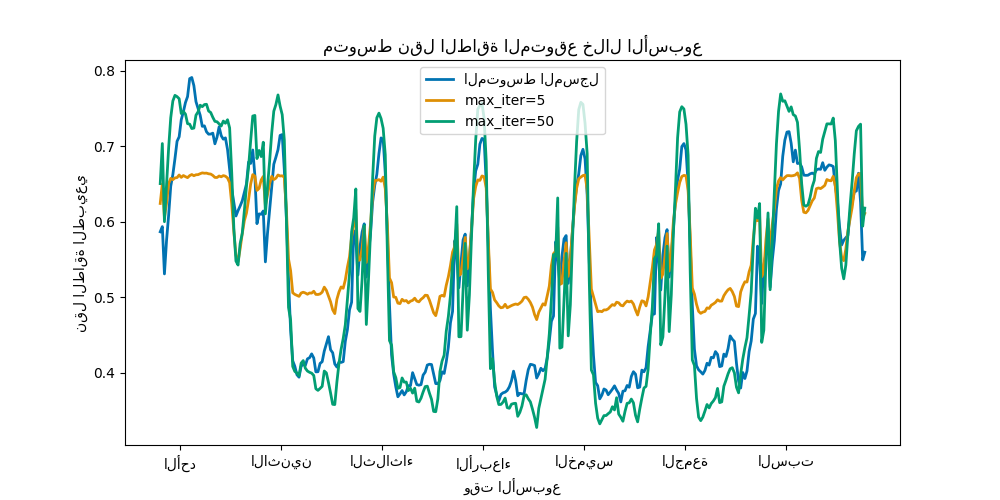 متوسط نقل الطاقة المتوقع خلال الأسبوع
المتوسط المسجل
max_iter=5
max_iter=50
نقل الطاقة الطبيعي
0.8
0.7
0.6
0.5
0.4
الأحد
الاثنين
الثلاثاء
الأربعاء
الخميس
الجمعة
السبت
وقت الأسبوع